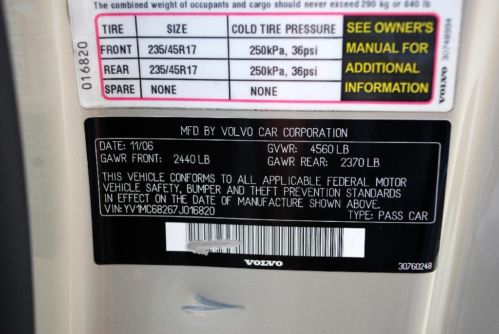 The combined weight of occupants and cargo should never exceed 290 kg or 640 lb
TIRE SIZE COLD TIRE PRESSURE
FRONT 235/45R17 250kPa, 36psi
REAR 235/45R17 250kPa, 36psi
SPARE NONE NONE
SEE OWNER'S
MANUAL FOR
ADDITIONAL
INFORMATION
016820
30748994
VOLVO
MFD BY VOLVO CAR CORPORATION
DATE: 11/06 GVWR: 4560 LB
GAWR FRONT: 2440 LB GAWR REAR: 2370 LB
THIS VEHICLE CONFORMS TO ALL APPLICABLE FEDERAL MOTOR
VEHICLE SAFETY, BUMPER AND THEFT PREVENTION STANDARDS
IN EFFECT ON THE DATE OF MANUFACTURE SHOWN ABOVE
VIN: YV1MC68267J016820 TYPE: PASS CAR
VOLVO 30760248